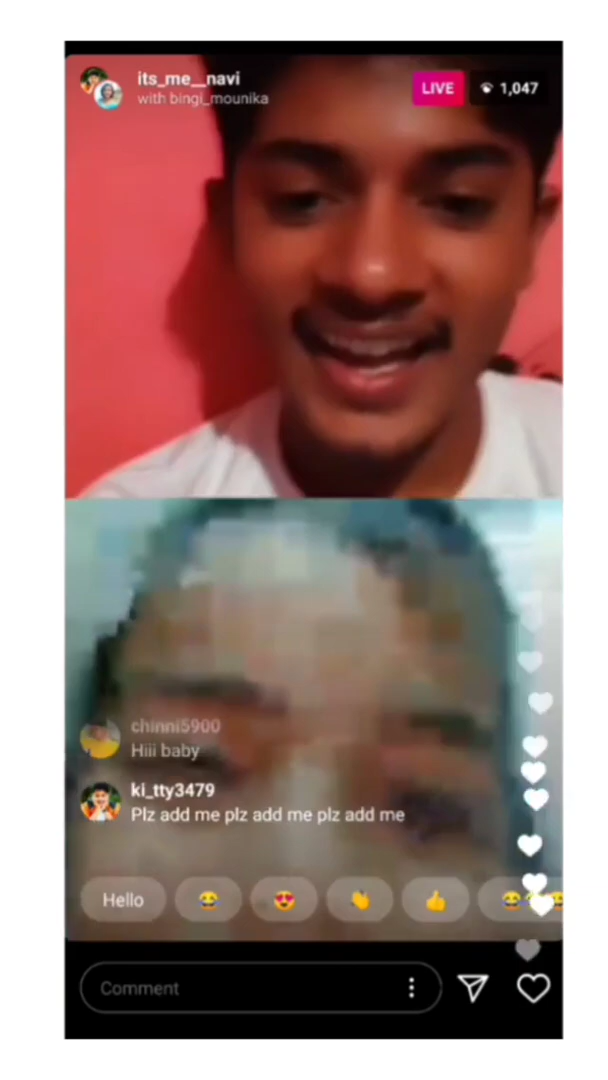 its_me__navi
with bingi_mounika
LIVE
1,047
chinni5900
Hiii baby
ki_tty3479
Plz add me plz add me plz add me
Hello
Comment